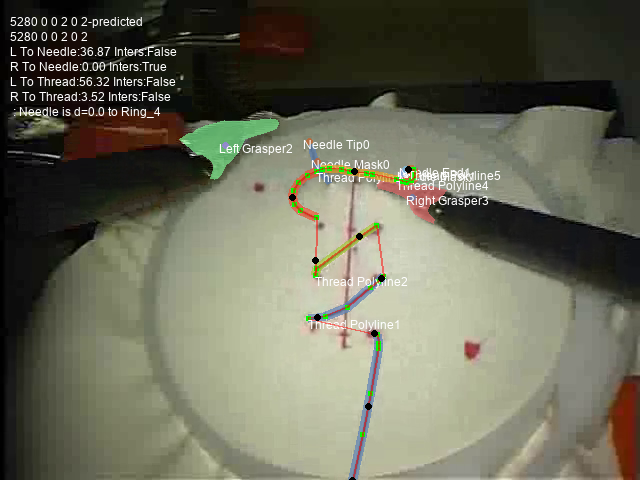 5280 0 0 2 0 2-predicted
5280 0 0 2 0 2
L To Needle:36.87 Inters:False
R To Needle:0.00 Inters:True
L To Thread:56.32 Inters:False
R To Thread:3.52 Inters:False
: Needle is d=0.0 to Ring_4
Needle Tip0
Left Grasper2
Needle Mask0
Thread Polyline4
Right Grasper3
Thread Polyline2
Thread Polyline1